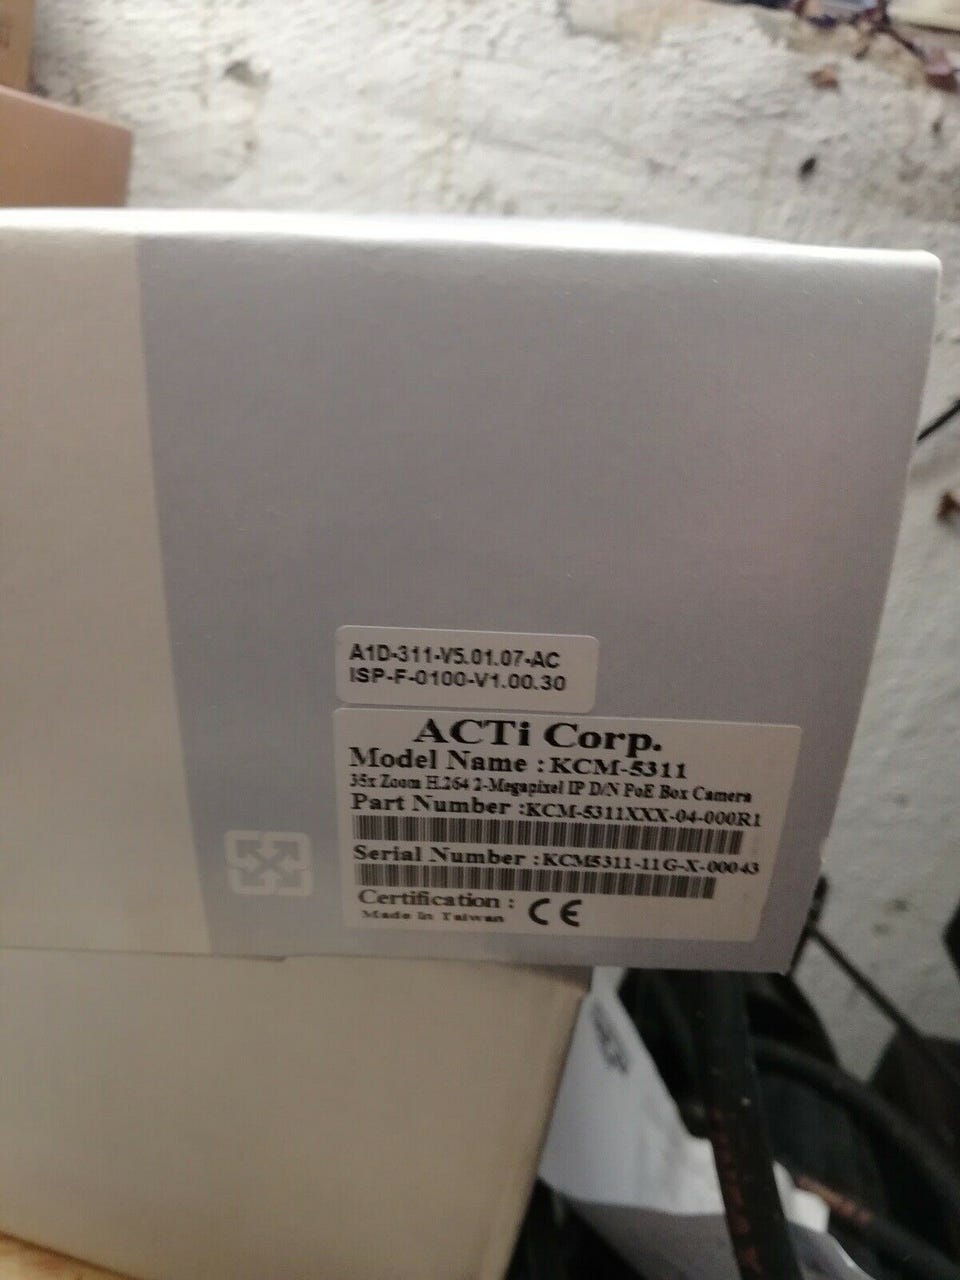 A1D-311-V5.01.07-AC
ISP-F-0100-V1.00.30
ACTi Corp.
Model Name : KCM-5311
35x Zoom H.264 2-Megapixel IP D/N PoE Box Camera
Part Number :KCM-5311XXX-04-000R1
Serial Number :KCM5311-11G-X-00043
Certification : CE
Made In Taiwan